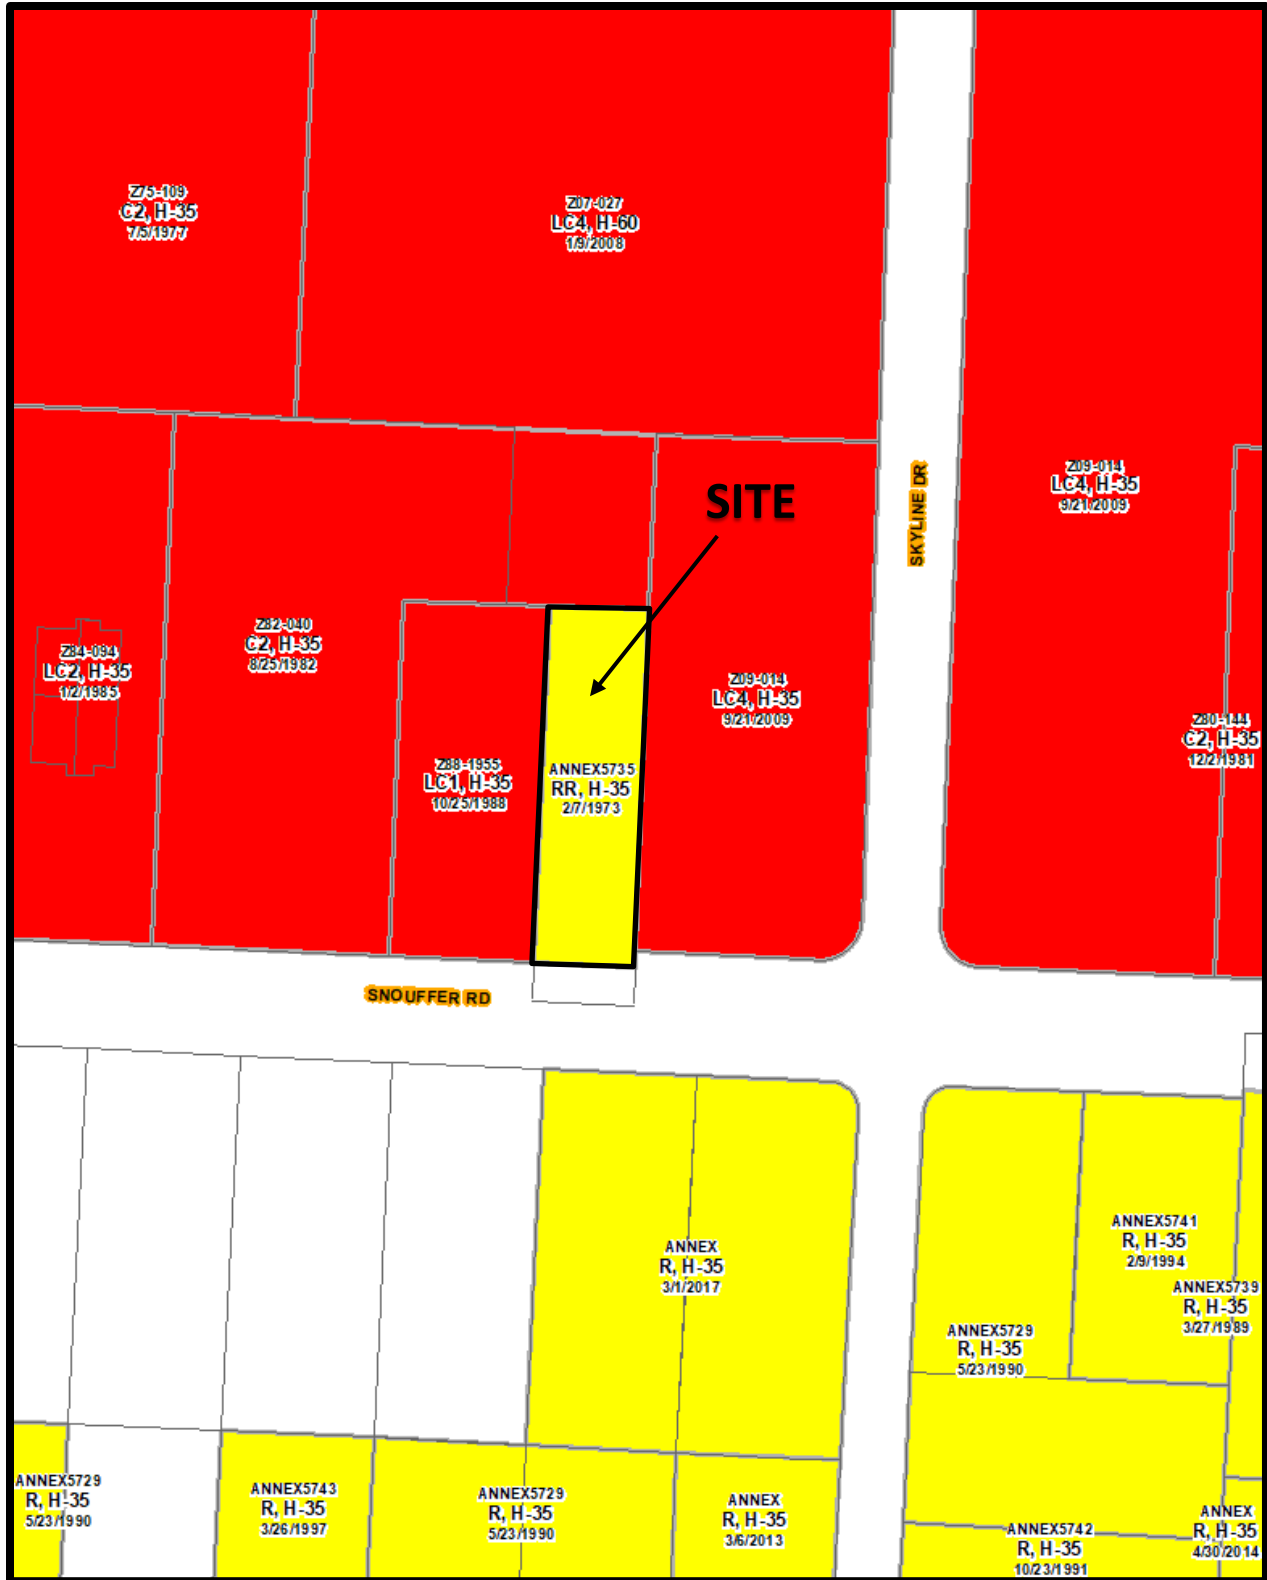 Z75-109
C2, H-35
7/5/1977
Z07-027
LC4, H-60
1/9/2008
SITE
SKYLINE DR
Z09-014
LC4, H-35
9/21/2009
Z84-094
LC2, H-35
1/2/1985
Z82-040
C2, H-35
8/25/1982
Z88-1955
LC1, H-35
10/25/1988
ANNEX5735
RR, H-35
2/7/1973
Z09-014
LC4, H-35
9/21/2009
Z80-144
C2, H-35
12/2/1981
SNOUFFER RD
ANNEX
R, H-35
3/1/2017
ANNEX5741
R, H-35
2/9/1994
ANNEX5739
R, H-35
3/27/1989
ANNEX5729
R, H-35
5/23/1990
ANNEX5729
R, H-35
5/23/1990
ANNEX5743
R, H-35
3/26/1997
ANNEX5729
R, H-35
5/23/1990
ANNEX
R, H-35
3/6/2013
ANNEX5742
R, H-35
10/23/1991
ANNEX
R, H-35
4/30/2014